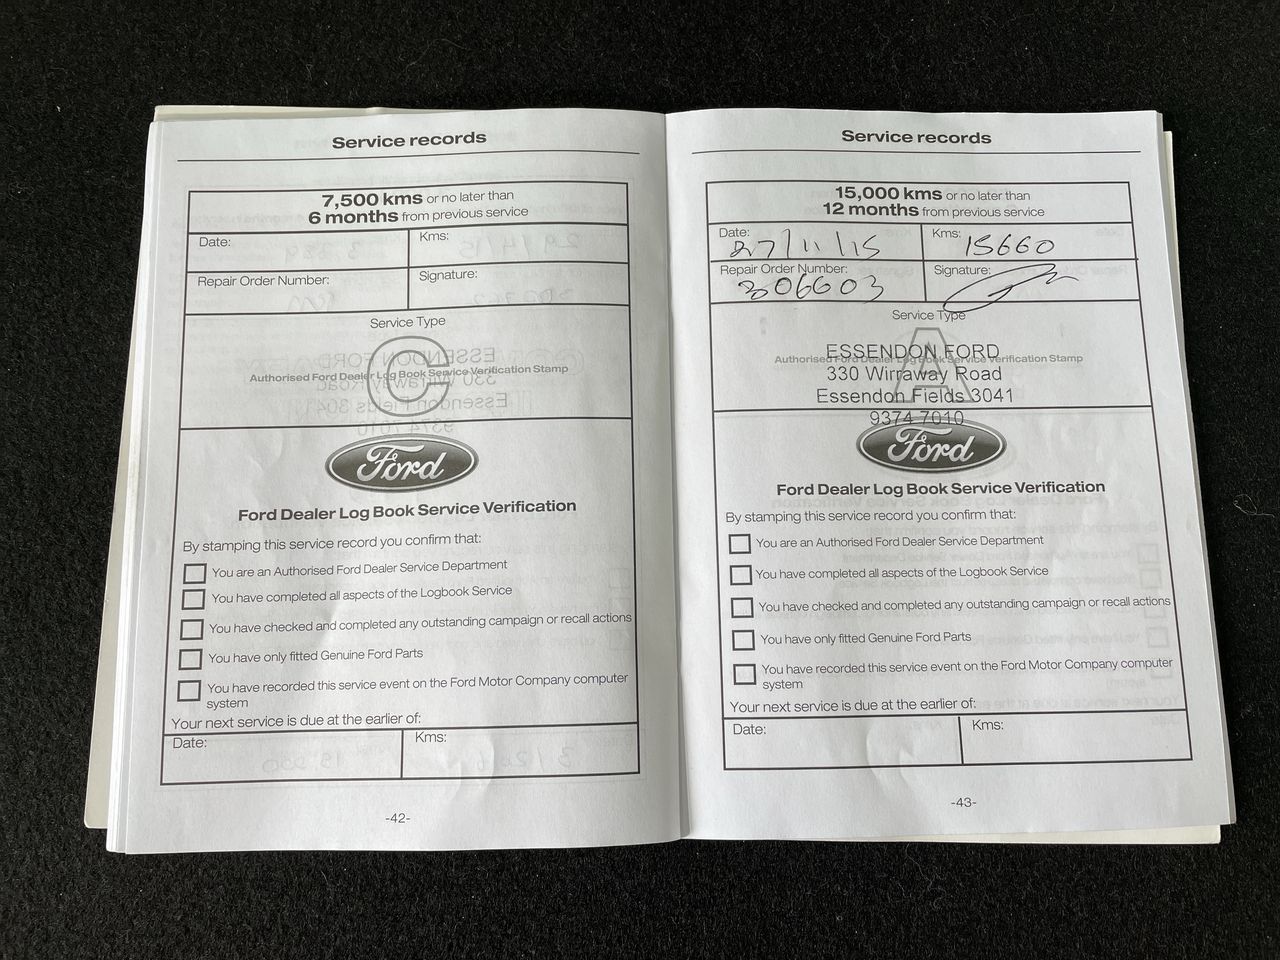 Service records
7,500 kms or no later than
6 months from previous service
Date:
Kms:
Repair Order Number:
Signature:
Service Type
C
Authorised Ford Dealer Log Book Service Verification Stamp
Ford
Ford Dealer Log Book Service Verification
By stamping this service record you confirm that:
You are an Authorised Ford Dealer Service Department
You have completed all aspects of the Logbook Service
You have checked and completed any outstanding campaign or recall actions
You have only fitted Genuine Ford Parts
You have recorded this service event on the Ford Motor Company computer
system
Your next service is due at the earlier of:
Date:
Kms:
-42-
Service records
15,000 kms or no later than
12 months from previous service
Date: 27/11/15
Kms: 15660
Repair Order Number: 306603
Signature:
Service Type
A
Authorised Ford Dealer Log Book Service Verification Stamp
ESSENDON FORD
330 Wirraway Road
Essendon Fields 3041
9374 7010
Ford
Ford Dealer Log Book Service Verification
By stamping this service record you confirm that:
You are an Authorised Ford Dealer Service Department
You have completed all aspects of the Logbook Service
You have checked and completed any outstanding campaign or recall actions
You have only fitted Genuine Ford Parts
You have recorded this service event on the Ford Motor Company computer
system
Your next service is due at the earlier of:
Date:
Kms:
-43-